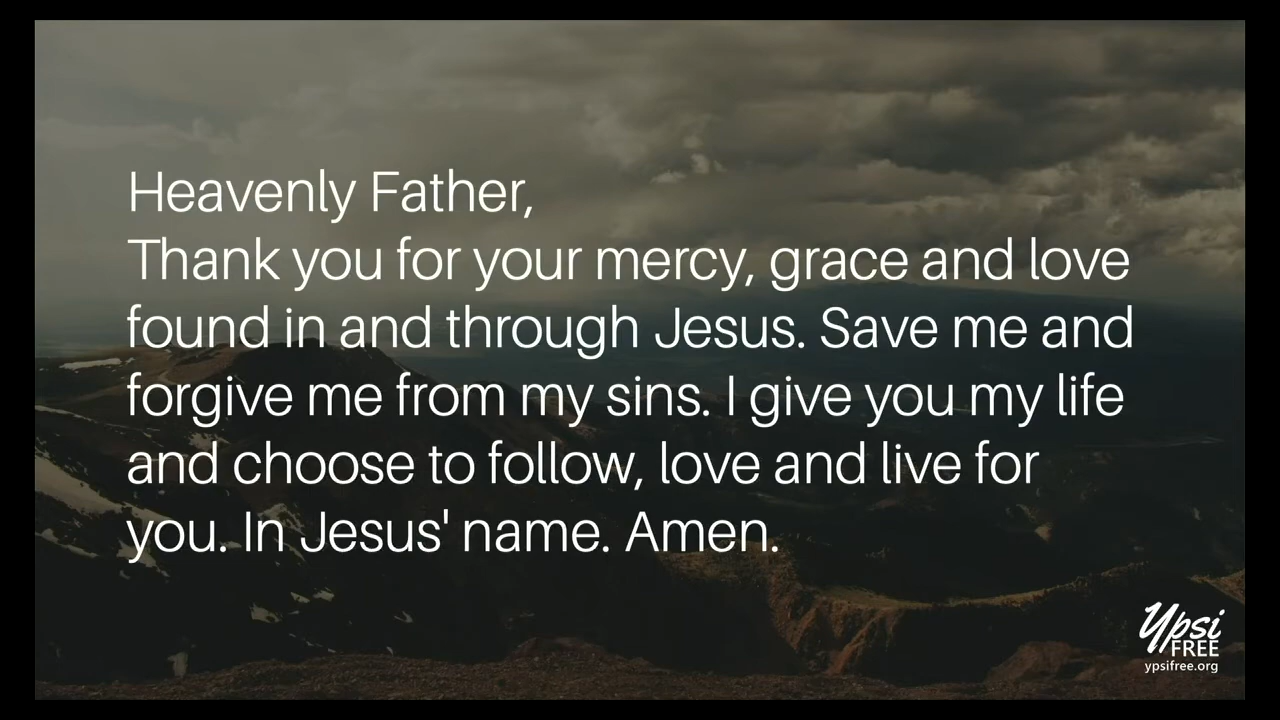 Heavenly Father,
Thank you for your mercy, grace and love
found in and through Jesus. Save me and
forgive me from my sins. I give you my life
and choose to follow, love and live for
you. In Jesus' name. Amen.
Ypsi
FREE
ypsifree.org